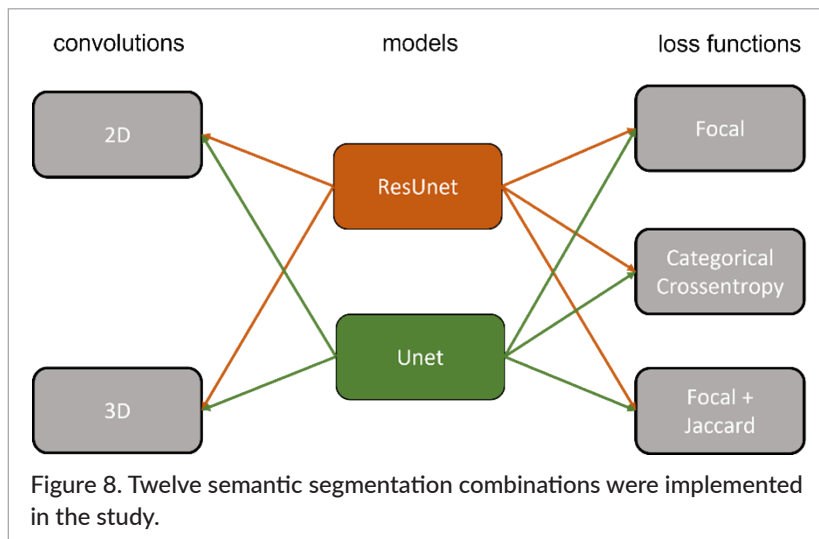 convolutions models loss functions
2D
ResUnet
Focal
Categorical
Crossentropy
Unet
3D
Focal +
Jaccard
Figure 8. Twelve semantic segmentation combinations were implemented
in the study.